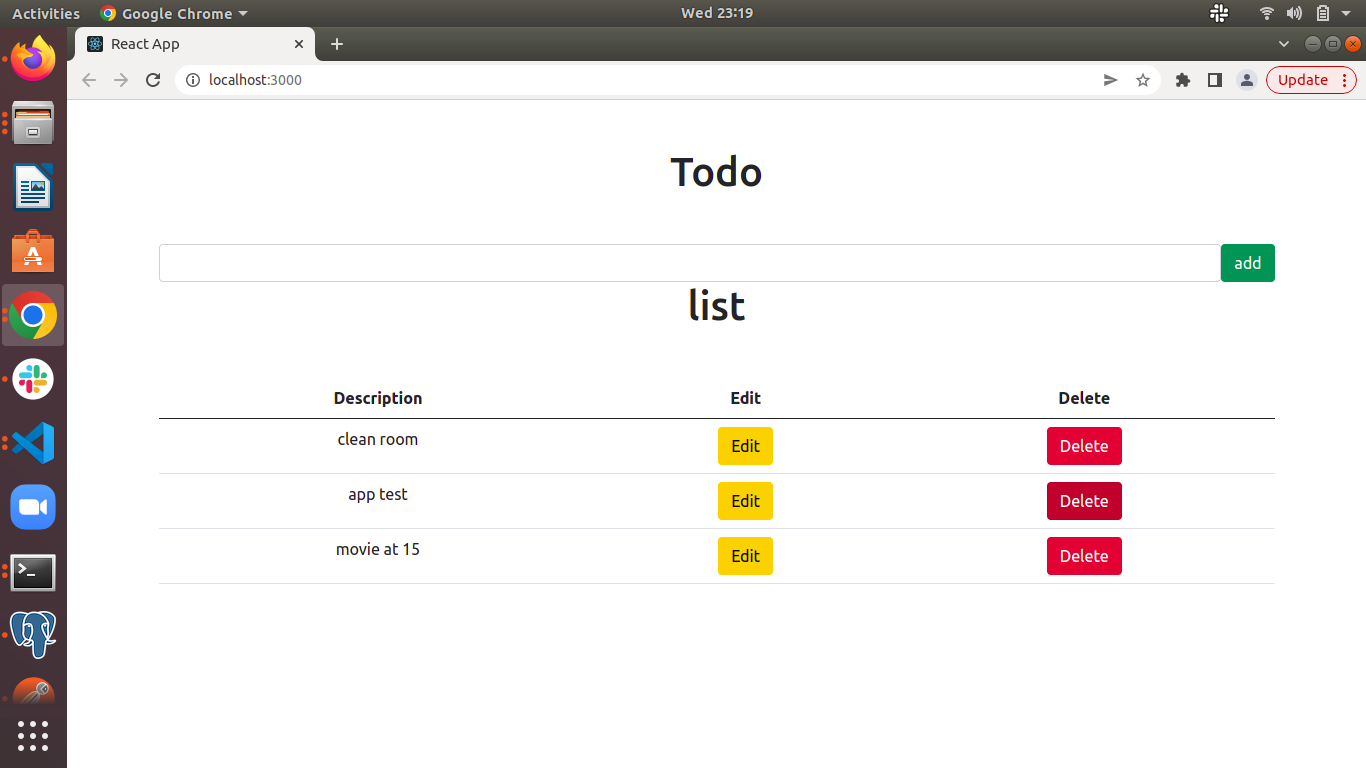 Activities Google Chrome Wed 23:19
React App
localhost:3000 Update
Todo
add
list
Description Edit Delete
clean room Edit Delete
app test Edit Delete
movie at 15 Edit Delete